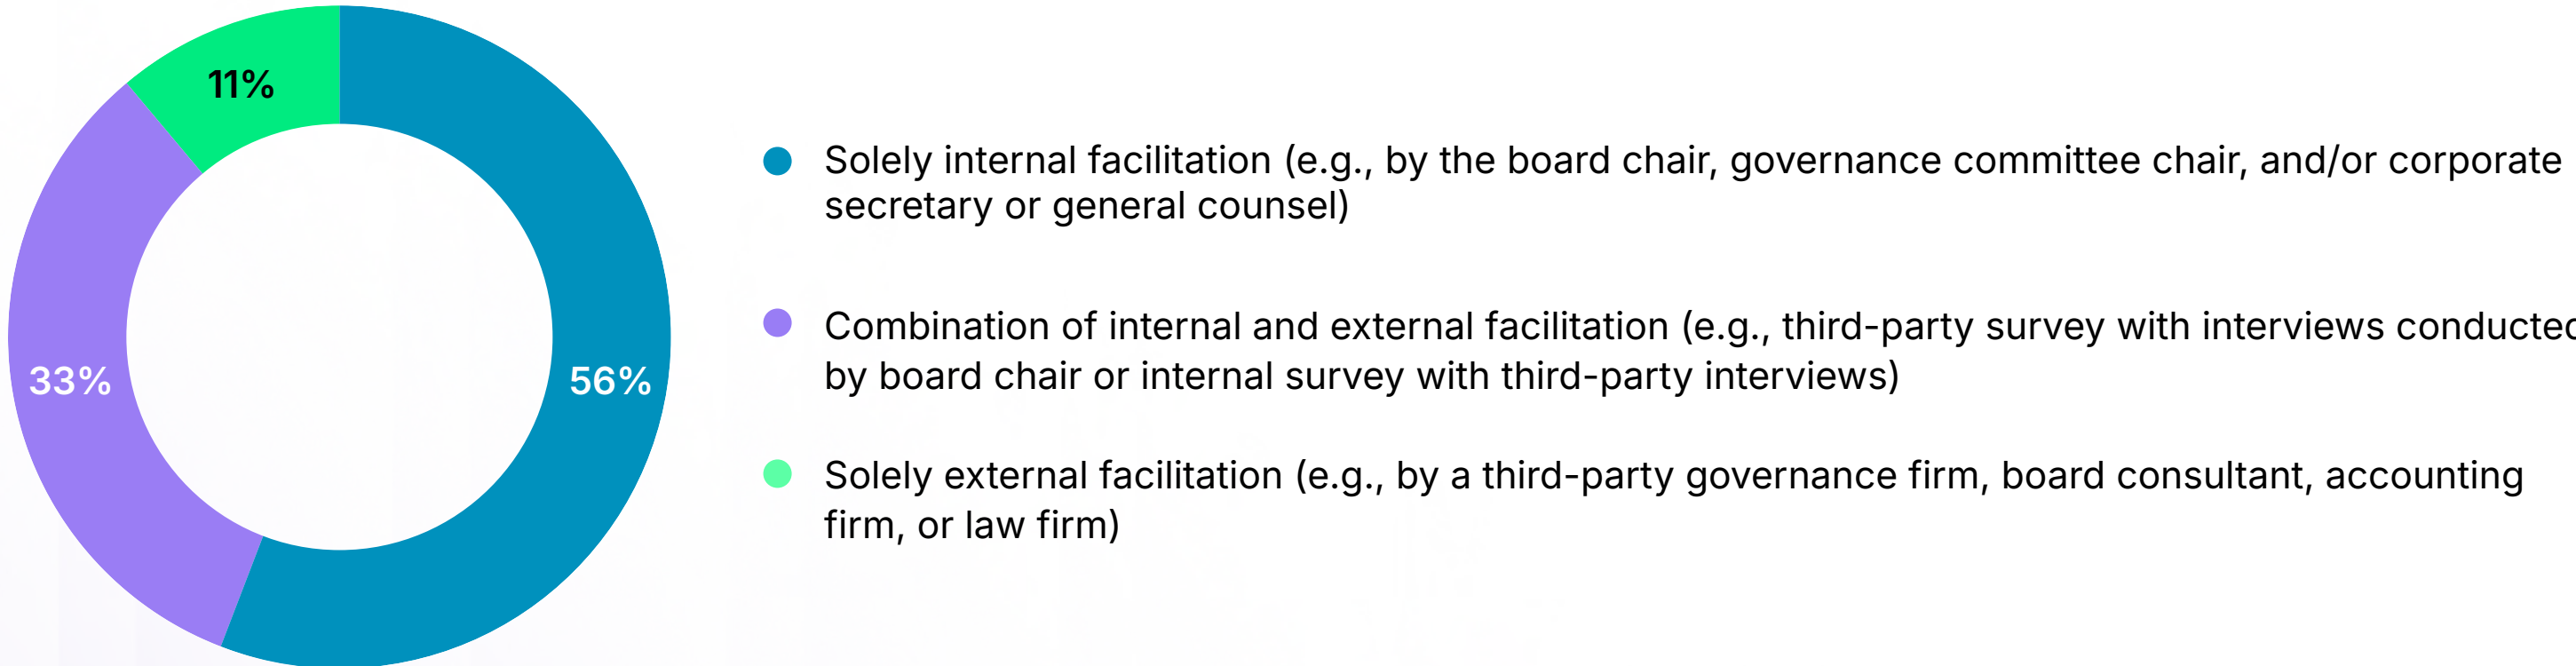 11%
33%
56%
Solely internal facilitation (e.g., by the board chair, governance committee chair, and/or corporate
secretary or general counsel)
Combination of internal and external facilitation (e.g., third-party survey with interviews conducted
by board chair or internal survey with third-party interviews)
Solely external facilitation (e.g., by a third-party governance firm, board consultant, accounting
firm, or law firm)